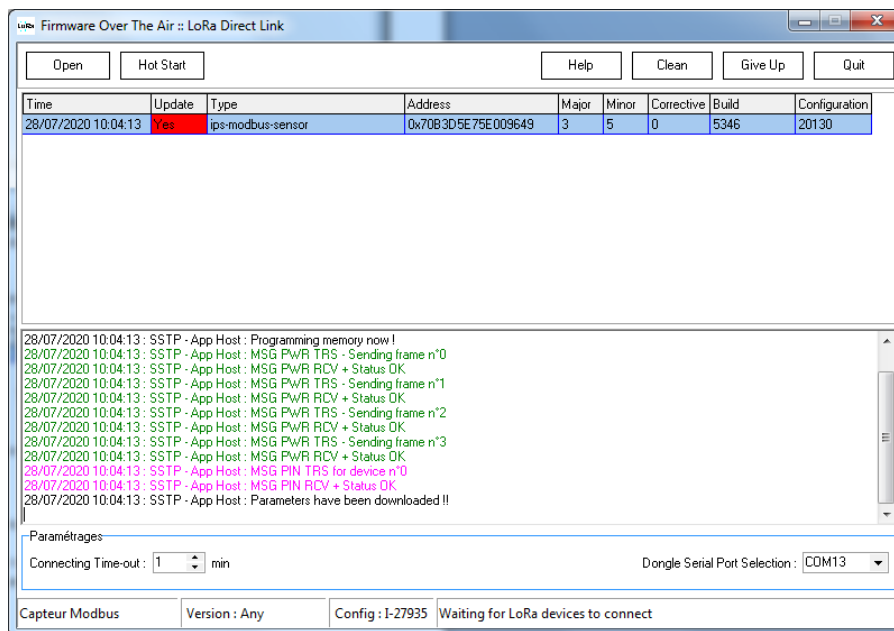 LoRa Firmware Over The Air :: LoRa Direct Link
Open Hot Start Help Clean Give Up Quit
Time Update Type Address Major Minor Corrective Build Configuration
28/07/2020 10:04:13 Yes ips-modbus-sensor 0x70B3D5E75E009649 3 5 0 5346 20130
28/07/2020 10:04:13 : SSTP - App Host : Programming memory now !
28/07/2020 10:04:13 : SSTP - App Host : MSG PWR TRS - Sending frame n°0
28/07/2020 10:04:13 : SSTP - App Host : MSG PWR RCV + Status OK
28/07/2020 10:04:13 : SSTP - App Host : MSG PWR TRS - Sending frame n°1
28/07/2020 10:04:13 : SSTP - App Host : MSG PWR RCV + Status OK
28/07/2020 10:04:13 : SSTP - App Host : MSG PWR TRS - Sending frame n°2
28/07/2020 10:04:13 : SSTP - App Host : MSG PWR RCV + Status OK
28/07/2020 10:04:13 : SSTP - App Host : MSG PWR TRS - Sending frame n°3
28/07/2020 10:04:13 : SSTP - App Host : MSG PWR RCV + Status OK
28/07/2020 10:04:13 : SSTP - App Host : MSG PIN TRS for device n°0
28/07/2020 10:04:13 : SSTP - App Host : MSG PIN RCV + Status OK
28/07/2020 10:04:13 : SSTP - App Host : Parameters have been downloaded !!
Paramétrages
Connecting Time-out : 1 min Dongle Serial Port Selection : COM13
Capteur Modbus Version : Any Config : I-27935 Waiting for LoRa devices to connect